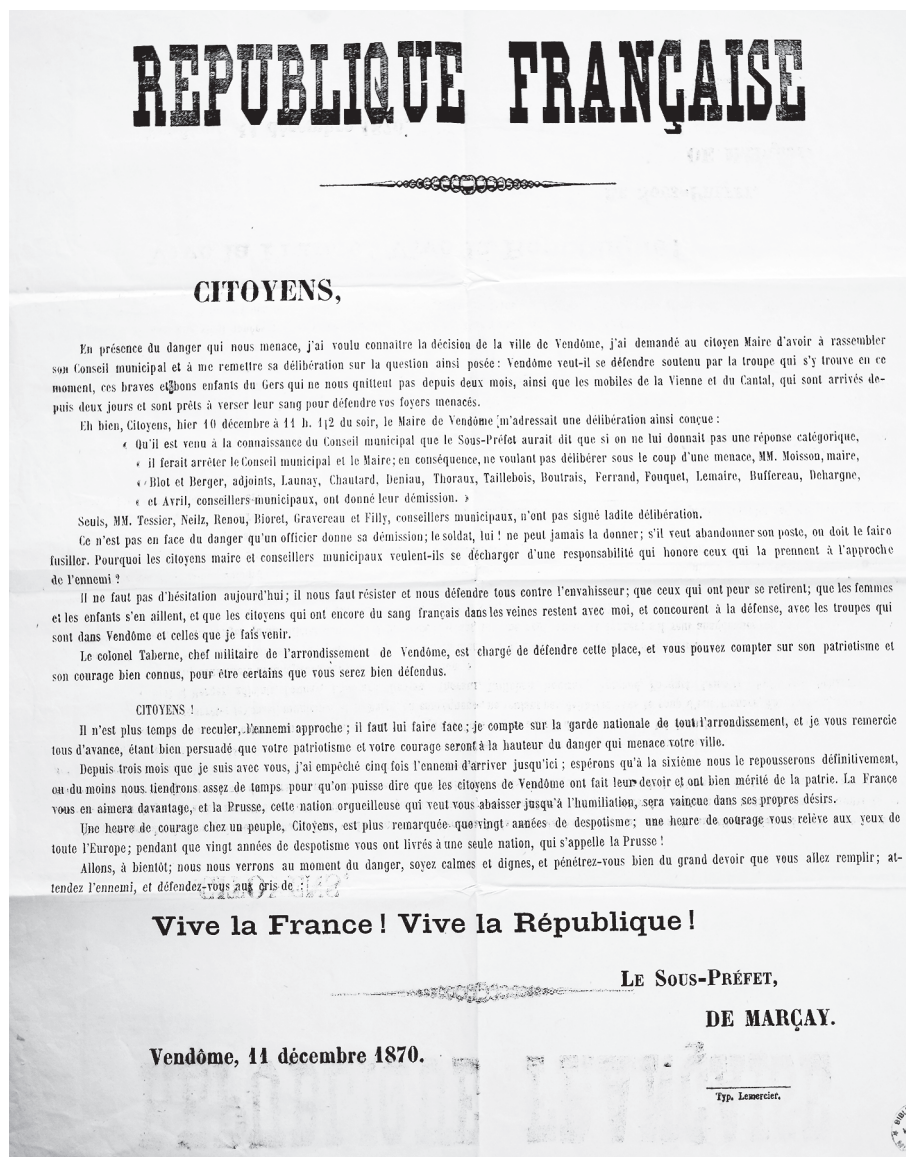 REPUBLIQUE FRANÇAISE
CITOYENS,
En présence du danger qui nous menace, j'ai voulu connaitre la décision de la ville de Vendôme, j'ai demandé au citoyen Maire d'avoir à rassembler
son Conseil municipal et à me remettre sa délibération sur la question ainsi posée : Vendôme veut-il se défendre soutenu par la troupe qui s'y trouve en ce
moment, ces braves et bons enfants du Gers qui ne nous quittent pas depuis deux mois, ainsi que les mobiles de la Vienne et du Cantal, qui sont arrivés de-
puis deux jours et sont prêts à verser leur sang pour défendre vos foyers menacés.
Eh bien, Citoyens, hier 10 décembre à 11 h. 1|2 du soir, le Maire de Vendôme m'adressait une délibération ainsi conçue :
« Qu'il est venu à la connaissance du Conseil municipal que le Sous-Préfet aurait dit que si on ne lui donnait pas une réponse catégorique,
« il ferait arrêter le Conseil municipal et le Maire; en conséquence, ne voulant pas délibérer sous le coup d'une menace, MM. Moisson, maire,
« Blot et Berger, adjoints, Launay, Chautard, Deniau, Thoraux, Taillebois, Boutrais, Ferrand, Fouquet, Lemaire, Buffereau, Dehargne,
« et Avril, conseillers municipaux, ont donné leur démission. »
Seuls, MM. Tessier, Neilz, Renou, Bioret, Gravereau et Filly, conseillers municipaux, n'ont pas signé ladite délibération.
Ce n'est pas en face du danger qu'un officier donne sa démission; le soldat, lui ! ne peut jamais la donner; s'il veut abandonner son poste, on doit le faire
fusiller. Pourquoi les citoyens maire et conseillers municipaux veulent-ils se décharger d'une responsabilité qui honore ceux qui la prennent à l'approche
de l'ennemi ?
Il ne faut pas d'hésitation aujourd'hui; il nous faut résister et nous défendre tous contre l'envahisseur; que ceux qui ont peur se retirent; que les femmes
et les enfants s'en aillent, et que les citoyens qui ont encore du sang français dans les veines restent avec moi, et concourent à la défense, avec les troupes qui
sont dans Vendôme et celles que je fais venir.
Le colonel Taberne, chef militaire de l'arrondissement de Vendôme, est chargé de défendre cette place, et vous pouvez compter sur son patriotisme et
son courage bien connus, pour être certains que vous serez bien défendus.
CITOYENS !
Il n'est plus temps de reculer, l'ennemi approche ; il faut lui faire face ; je compte sur la garde nationale de tout l'arrondissement, et je vous remercie
tous d'avance, étant bien persuadé que votre patriotisme et votre courage seront à la hauteur du danger qui menace votre ville.
Depuis trois mois que je suis avec vous, j'ai empêché cinq fois l'ennemi d'arriver jusqu'ici ; espérons qu'à la sixième nous le repousserons définitivement,
ou du moins nous tiendrons assez de temps pour qu'on puisse dire que les citoyens de Vendôme ont fait leur devoir et ont bien mérité de la patrie. La France
vous en aimera davantage, et la Prusse, cette nation orgueilleuse qui veut vous abaisser jusqu'à l'humiliation, sera vaincue dans ses propres désirs.
Une heure de courage chez un peuple, Citoyens, est plus remarquée que vingt années de despotisme ; une heure de courage vous relève aux yeux de
toute l'Europe; pendant que vingt années de despotisme vous ont livrés à une seule nation, qui s'appelle la Prusse !
Allons, à bientôt; nous nous verrons au moment du danger, soyez calmes et dignes, et pénétrez-vous bien du grand devoir que vous allez remplir; at-
tendez l'ennemi, et défendez-vous aux cris de :
Vive la France ! Vive la République !
LE SOUS-PRÉFET,
DE MARÇAY.
Vendôme, 11 décembre 1870.
Typ. Lemercier.